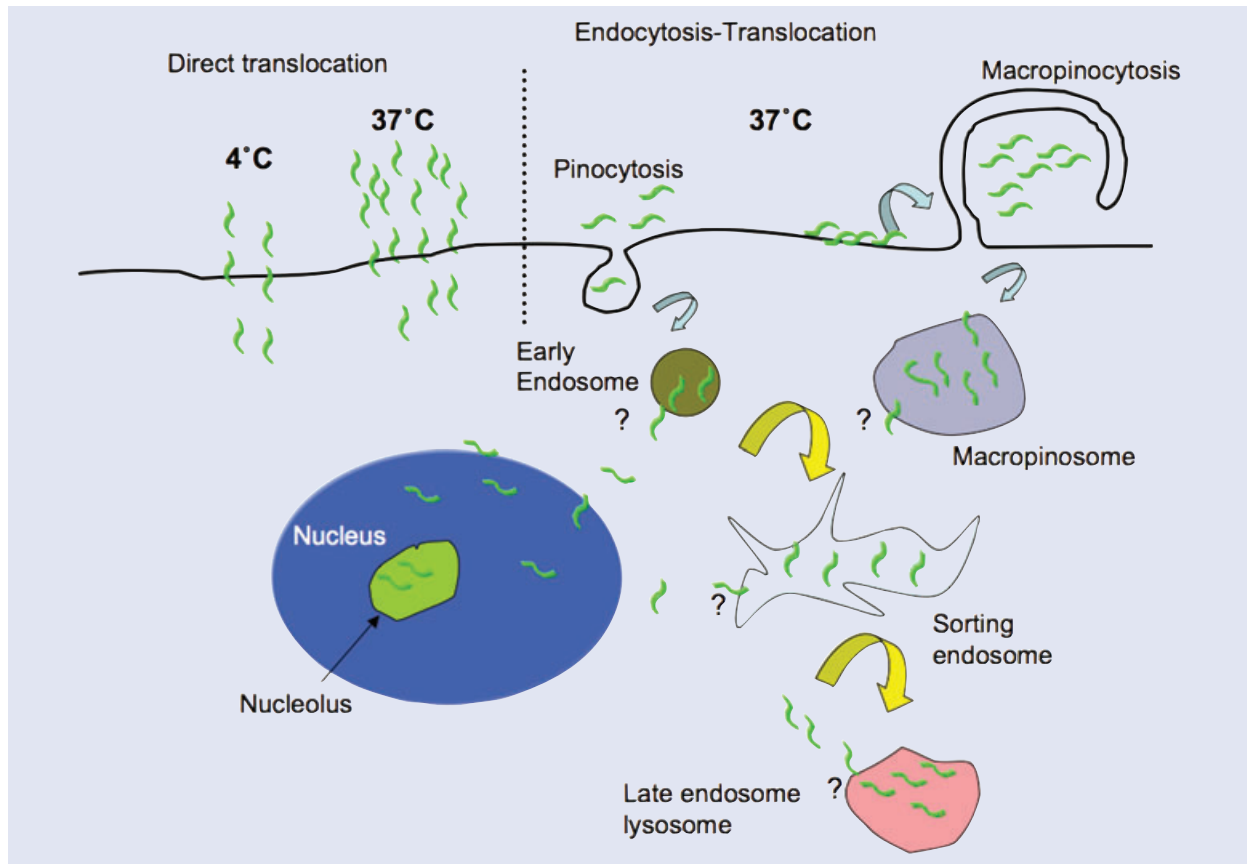 Endocytosis-Translocation
Direct translocation
Macropinocytosis
37˚C
37˚C
4˚C
Pinocytosis
Early
Endosome
?
?
Macropinosome
Nucleus
?
Sorting
endosome
Nucleolus
?
Late endosome
lysosome